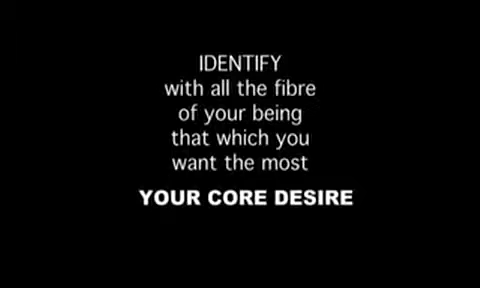 IDENTIFY
with all the fibre
of your being
that which you
want the most
YOUR CORE DESIRE